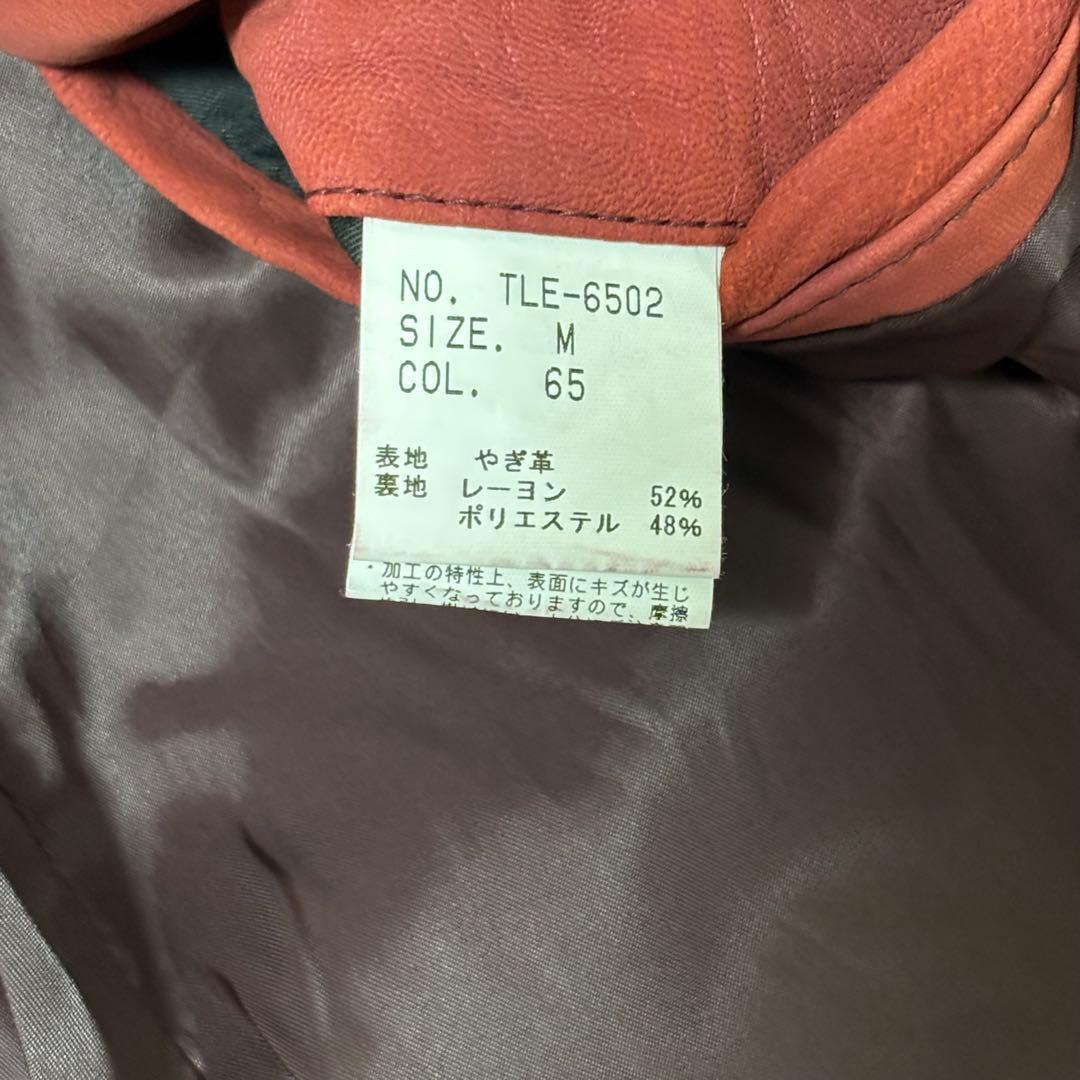 NO. TLE-6502
SIZE. M
COL. 65
表地 やぎ革
裏地 レーヨン 52%
ポリエステル 48%
・加工の特性上、表面にキズが生じ
やすくなっておりますので、摩擦